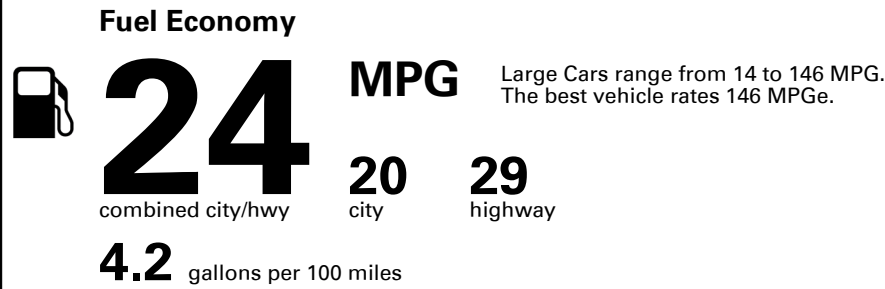 Fuel Economy
24 MPG
Large Cars range from 14 to 146 MPG.
The best vehicle rates 146 MPGe.
20 29
combined city/hwy city highway
4.2 gallons per 100 miles